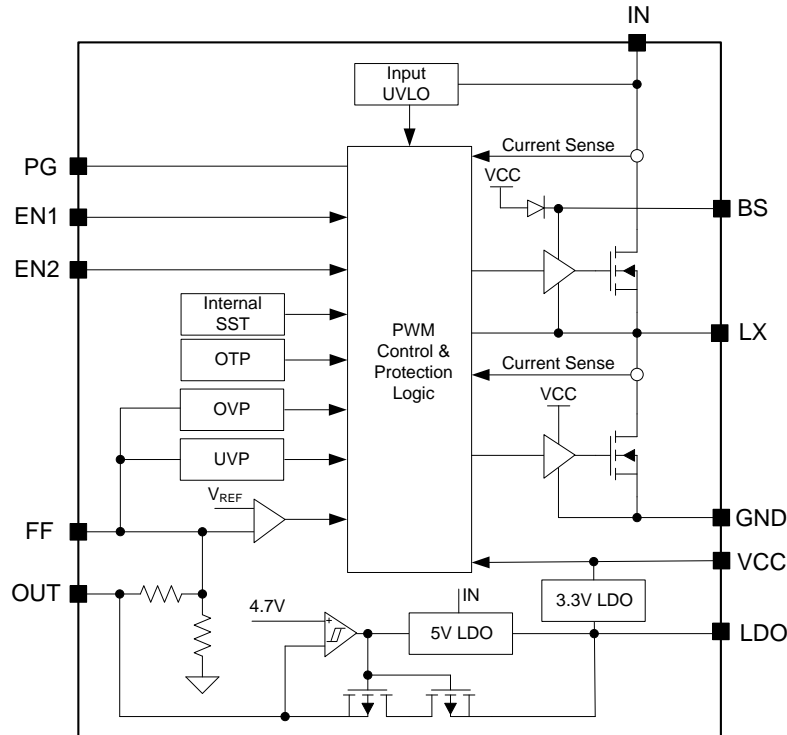 IN
Input
UVLO
Current Sense
PG
VCC
BS
EN1
EN2
Internal
SST
PWM
Control &
Protection
Logic
LX
OTP
Current Sense
OVP
VCC
UVP
VREF
FF
GND
VCC
OUT
4.7V
IN
3.3V LDO
5V LDO
LDO
+
-